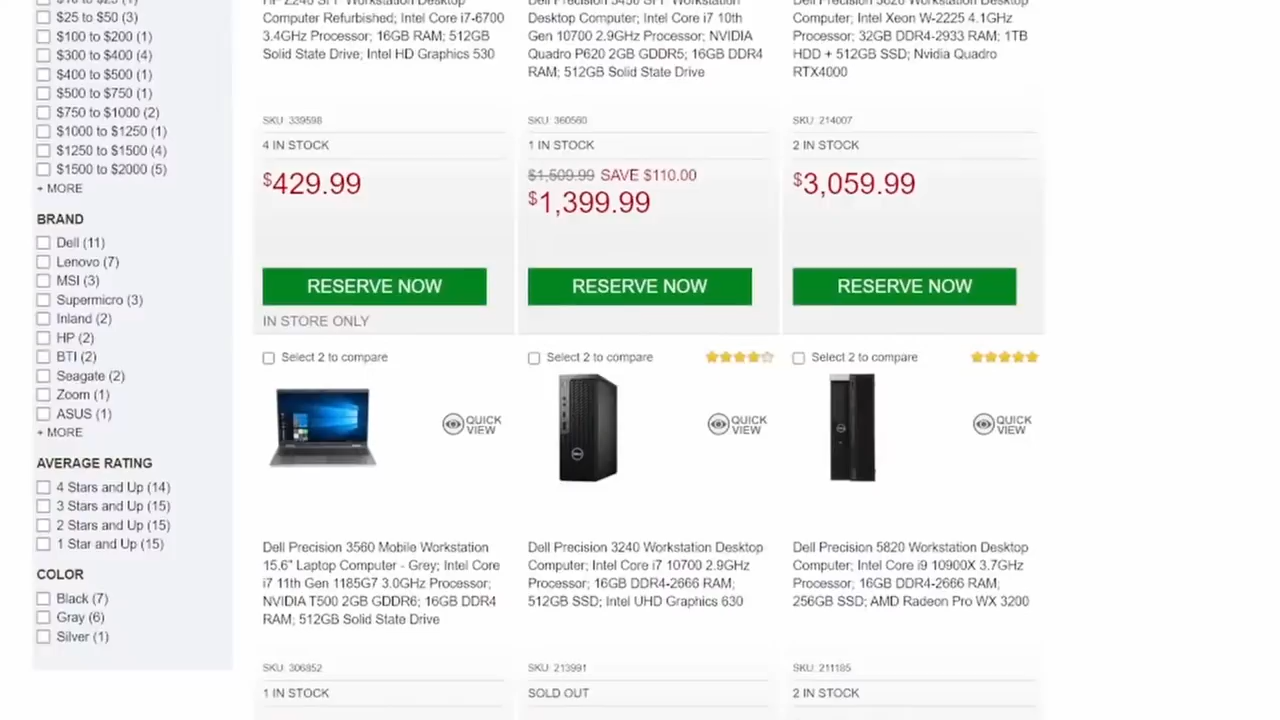 $25 to $50 (3)
$100 to $200 (1)
$300 to $400 (4)
$400 to $500 (1)
$500 to $750 (1)
$750 to $1000 (2)
$1000 to $1250 (1)
$1250 to $1500 (4)
$1500 to $2000 (5)
+ MORE
BRAND
Dell (11)
Lenovo (7)
MSI (3)
Supermicro (3)
Inland (2)
HP (2)
BTI (2)
Seagate (2)
Zoom (1)
ASUS (1)
+ MORE
AVERAGE RATING
4 Stars and Up (14)
3 Stars and Up (15)
2 Stars and Up (15)
1 Star and Up (15)
COLOR
Black (7)
Gray (6)
Silver (1)
Computer Refurbished; Intel Core i7-6700
3.4GHz Processor; 16GB RAM; 512GB
Solid State Drive; Intel HD Graphics 530
SKU: 339598
4 IN STOCK
$429.99
RESERVE NOW
IN STORE ONLY
Desktop Computer; Intel Core i7 10th
Gen 10700 2.9GHz Processor; NVIDIA
Quadro P620 2GB GDDR5; 16GB DDR4
RAM; 512GB Solid State Drive
SKU: 360560
1 IN STOCK
$1,509.99 SAVE $110.00
$1,399.99
RESERVE NOW
Computer; Intel Xeon W-2225 4.1GHz
Processor; 32GB DDR4-2933 RAM; 1TB
HDD + 512GB SSD; Nvidia Quadro
RTX4000
SKU: 214007
2 IN STOCK
$3,059.99
RESERVE NOW
Select 2 to compare
QUICK
VIEW
Dell Precision 3560 Mobile Workstation
15.6" Laptop Computer - Grey; Intel Core
i7 11th Gen 1185G7 3.0GHz Processor;
NVIDIA T500 2GB GDDR6; 16GB DDR4
RAM; 512GB Solid State Drive
SKU: 306852
1 IN STOCK
Select 2 to compare
QUICK
VIEW
Dell Precision 3240 Workstation Desktop
Computer; Intel Core i7 10700 2.9GHz
Processor; 16GB DDR4-2666 RAM;
512GB SSD; Intel UHD Graphics 630
SKU: 213991
SOLD OUT
Select 2 to compare
QUICK
VIEW
Dell Precision 5820 Workstation Desktop
Computer; Intel Core i9 10900X 3.7GHz
Processor; 16GB DDR4-2666 RAM;
256GB SSD; AMD Radeon Pro WX 3200
SKU: 211185
2 IN STOCK